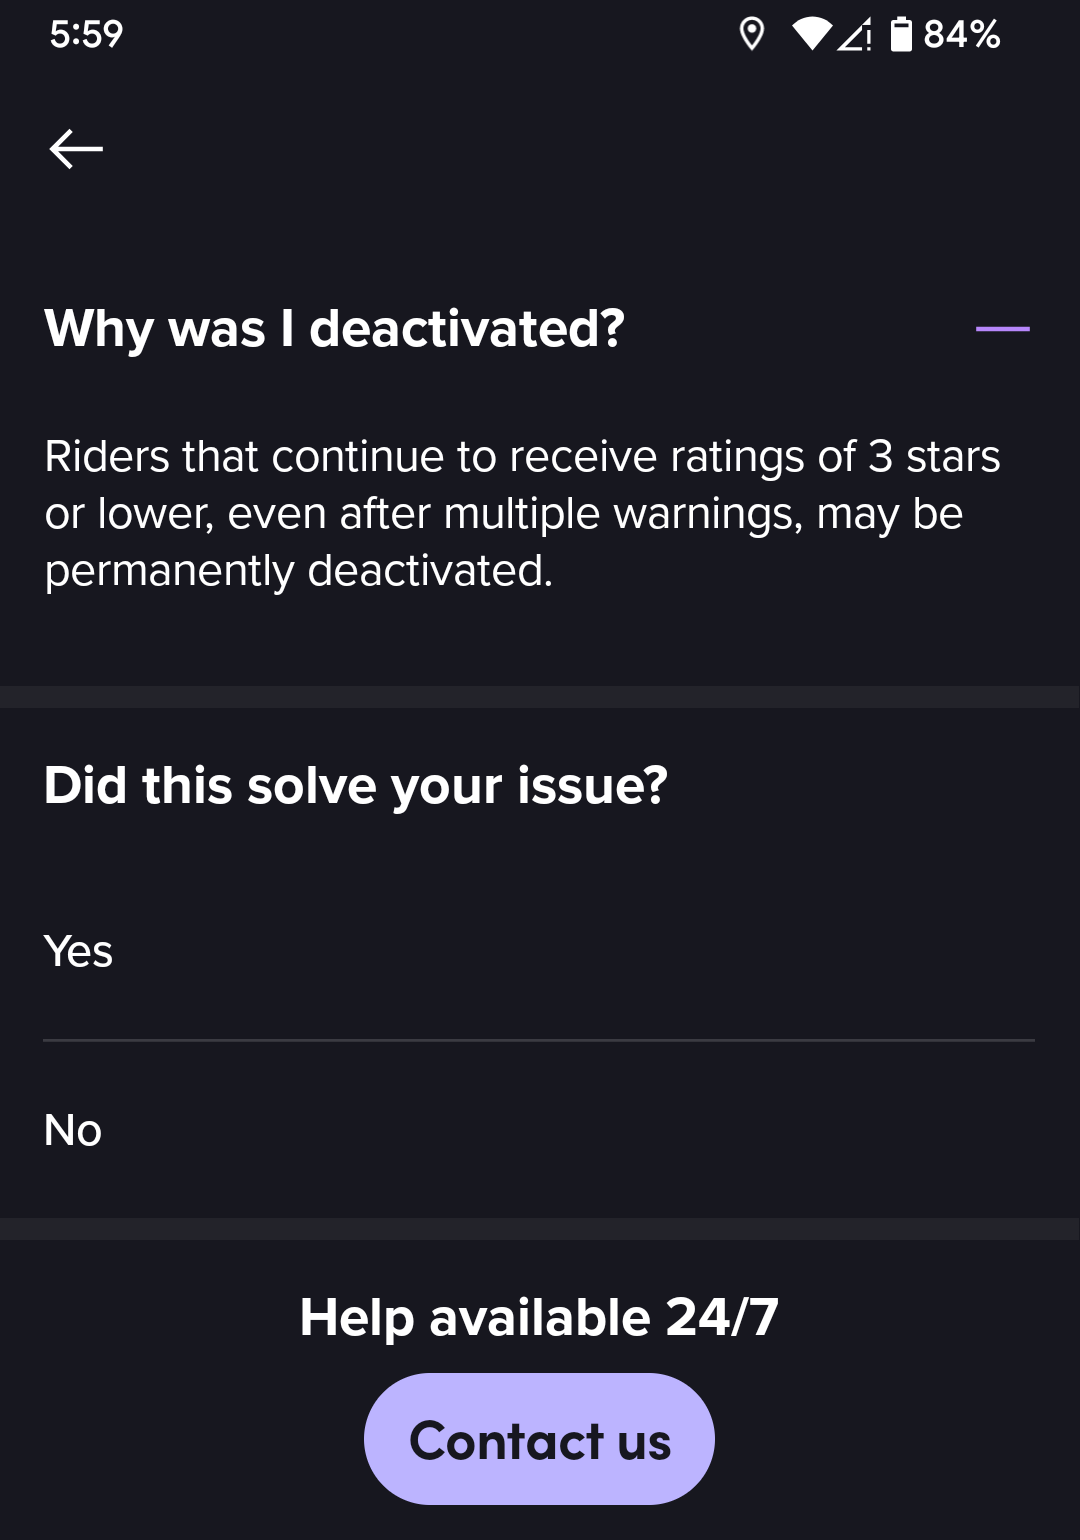 5:59
84%
Why was I deactivated?
Riders that continue to receive ratings of 3 stars
or lower, even after multiple warnings, may be
permanently deactivated.
Did this solve your issue?
Yes
No
Help available 24/7
Contact us